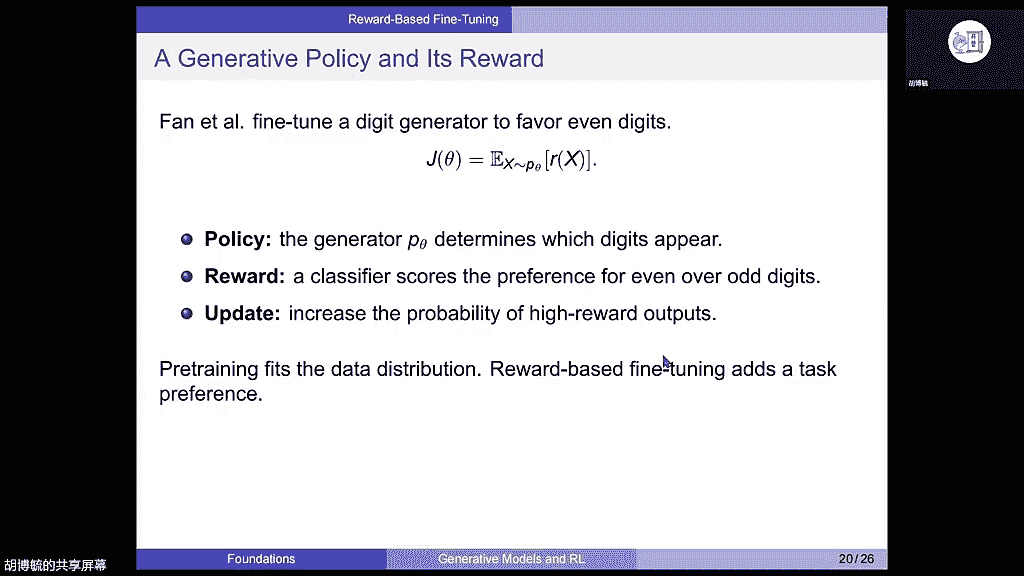 Reward-Based Fine-Tuning
A Generative Policy and Its Reward
Fan et al. fine-tune a digit generator to favor even digits.
J(θ) = 𝔼_{X∼p_θ}[r(X)].
Policy: the generator p_θ determines which digits appear.
Reward: a classifier scores the preference for even over odd digits.
Update: increase the probability of high-reward outputs.
Pretraining fits the data distribution. Reward-based fine-tuning adds a task
preference.
Foundations
Generative Models and RL
20 / 26
胡博毓
胡博毓的共享屏幕